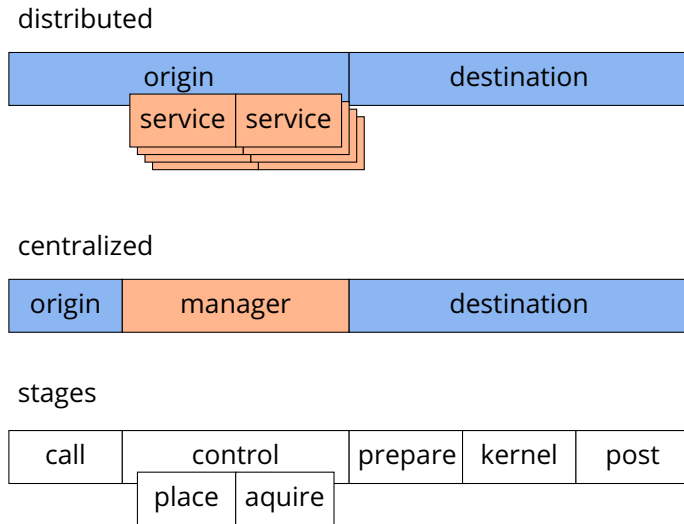 distributed
origin destination
service service
centralized
origin manager destination
stages
call control prepare kernel post
place aquire